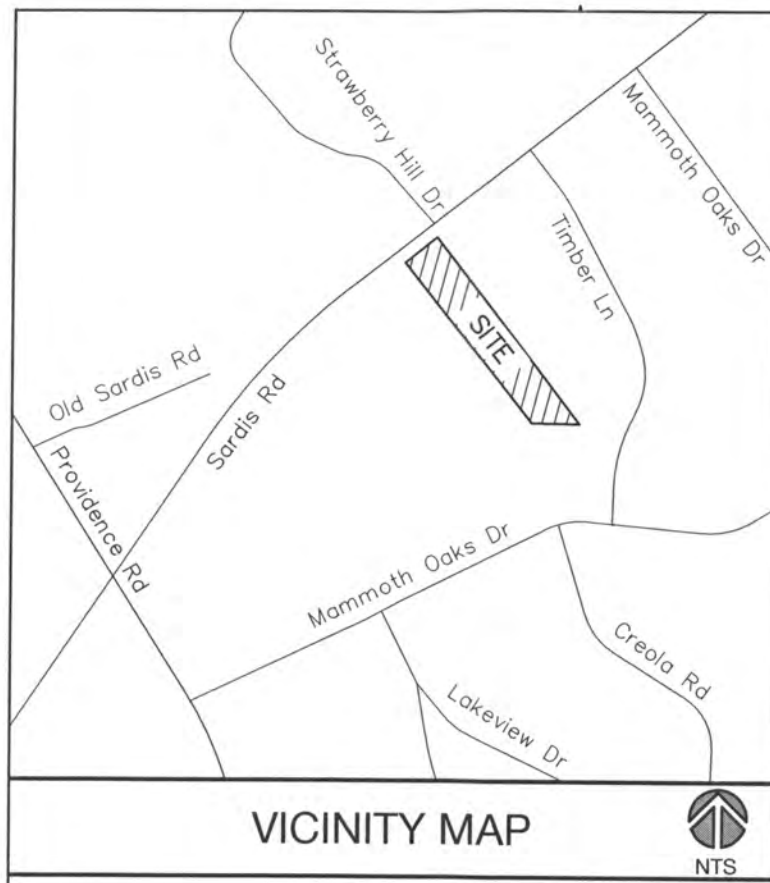 Strawberry Hill Dr
Mammoth Oaks Dr
Timber Ln
SITE
Old Sardis Rd
Sardis Rd
Providence Rd
Mammoth Oaks Dr
Creola Rd
Lakeview Dr
VICINITY MAP
NTS